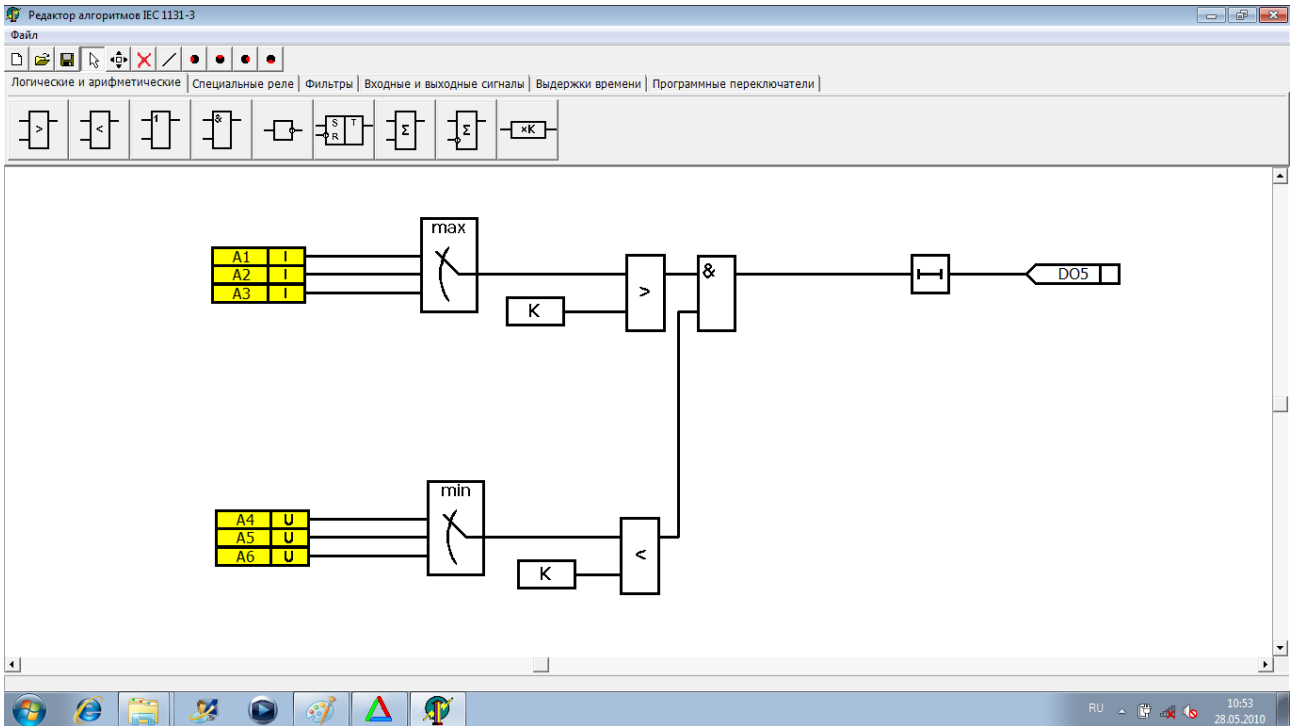 Редактор алгоритмов IEC 1131-3
Файл
Логические и арифметические Специальные реле Фильтры Входные и выходные сигналы Выдержки времени Программные переключатели
> < 1 & S T R Σ Σ ×K
max
A1 I
A2 I
A3 I
K
>
&
DO5
min
A4 U
A5 U
A6 U
K
<
RU 10:53
28.05.2010